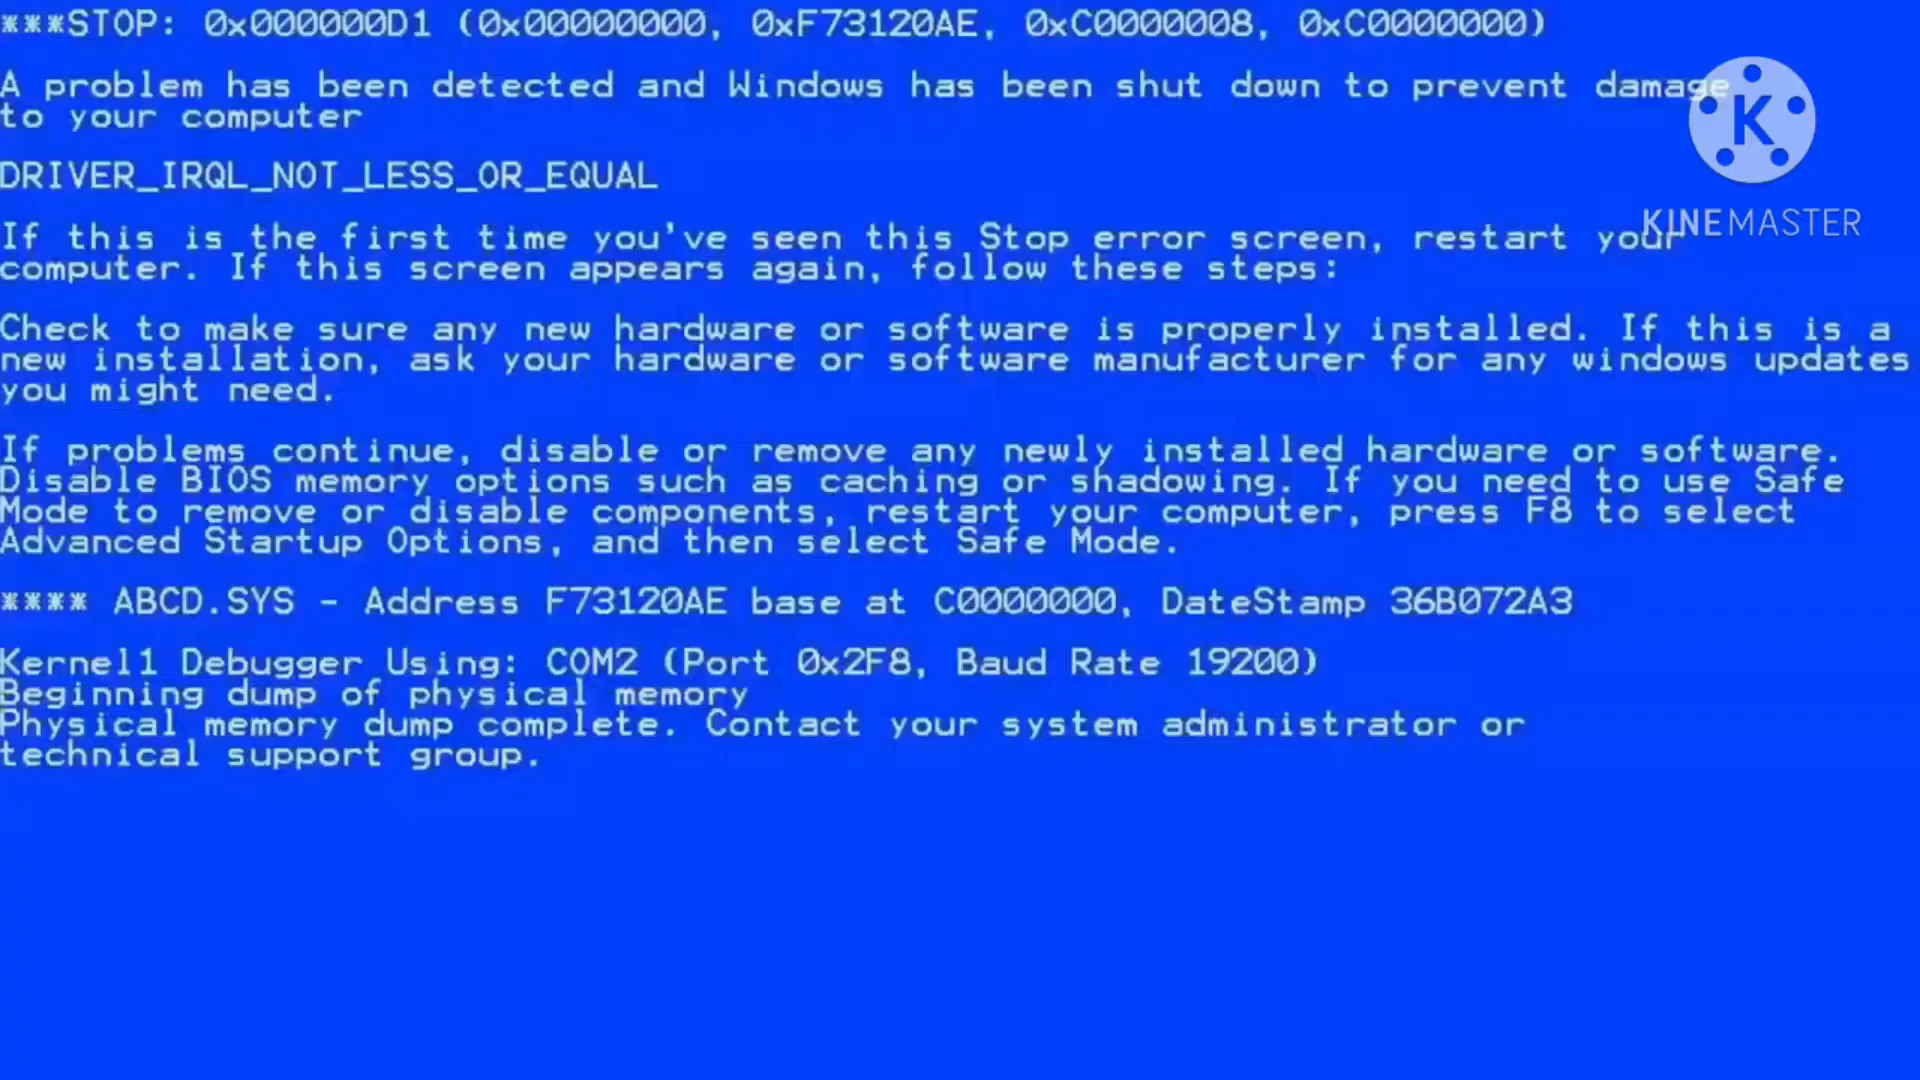 ***STOP: 0x000000D1 (0x00000000, 0xF73120AE, 0xC0000008, 0xC0000000)
A problem has been detected and Windows has been shut down to prevent damage
to your computer
DRIVER_IRQL_NOT_LESS_OR_EQUAL
If this is the first time you've seen this Stop error screen, restart your
computer. If this screen appears again, follow these steps:
Check to make sure any new hardware or software is properly installed. If this is a
new installation, ask your hardware or software manufacturer for any windows updates
you might need.
If problems continue, disable or remove any newly installed hardware or software.
Disable BIOS memory options such as caching or shadowing. If you need to use Safe
Mode to remove or disable components, restart your computer, press F8 to select
Advanced Startup Options, and then select Safe Mode.
**** ABCD.SYS - Address F73120AE base at C0000000, DateStamp 36B072A3
Kernel1 Debugger Using: COM2 (Port 0x2F8, Baud Rate 19200)
Beginning dump of physical memory
Physical memory dump complete. Contact your system administrator or
technical support group.
K
KINEMASTER